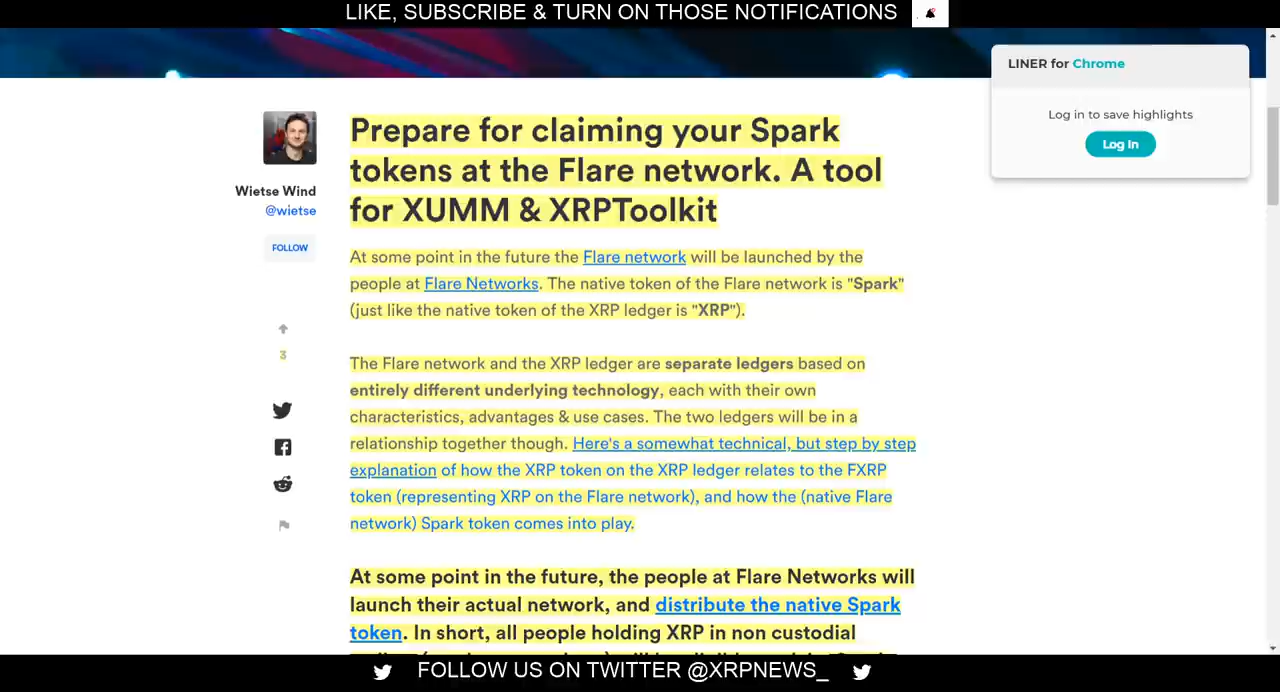 LIKE, SUBSCRIBE & TURN ON THOSE NOTIFICATIONS
LINER for Chrome
Log in to save highlights
Log In
Wietse Wind
@wietse
FOLLOW
3
Prepare for claiming your Spark
tokens at the Flare network. A tool
for XUMM & XRPToolkit
At some point in the future the Flare network will be launched by the
people at Flare Networks. The native token of the Flare network is "Spark"
(just like the native token of the XRP ledger is "XRP").
The Flare network and the XRP ledger are separate ledgers based on
entirely different underlying technology, each with their own
characteristics, advantages & use cases. The two ledgers will be in a
relationship together though. Here's a somewhat technical, but step by step
explanation of how the XRP token on the XRP ledger relates to the FXRP
token (representing XRP on the Flare network), and how the (native Flare
network) Spark token comes into play.
At some point in the future, the people at Flare Networks will
launch their actual network, and distribute the native Spark
token. In short, all people holding XRP in non custodial
FOLLOW US ON TWITTER @XRPNEWS_